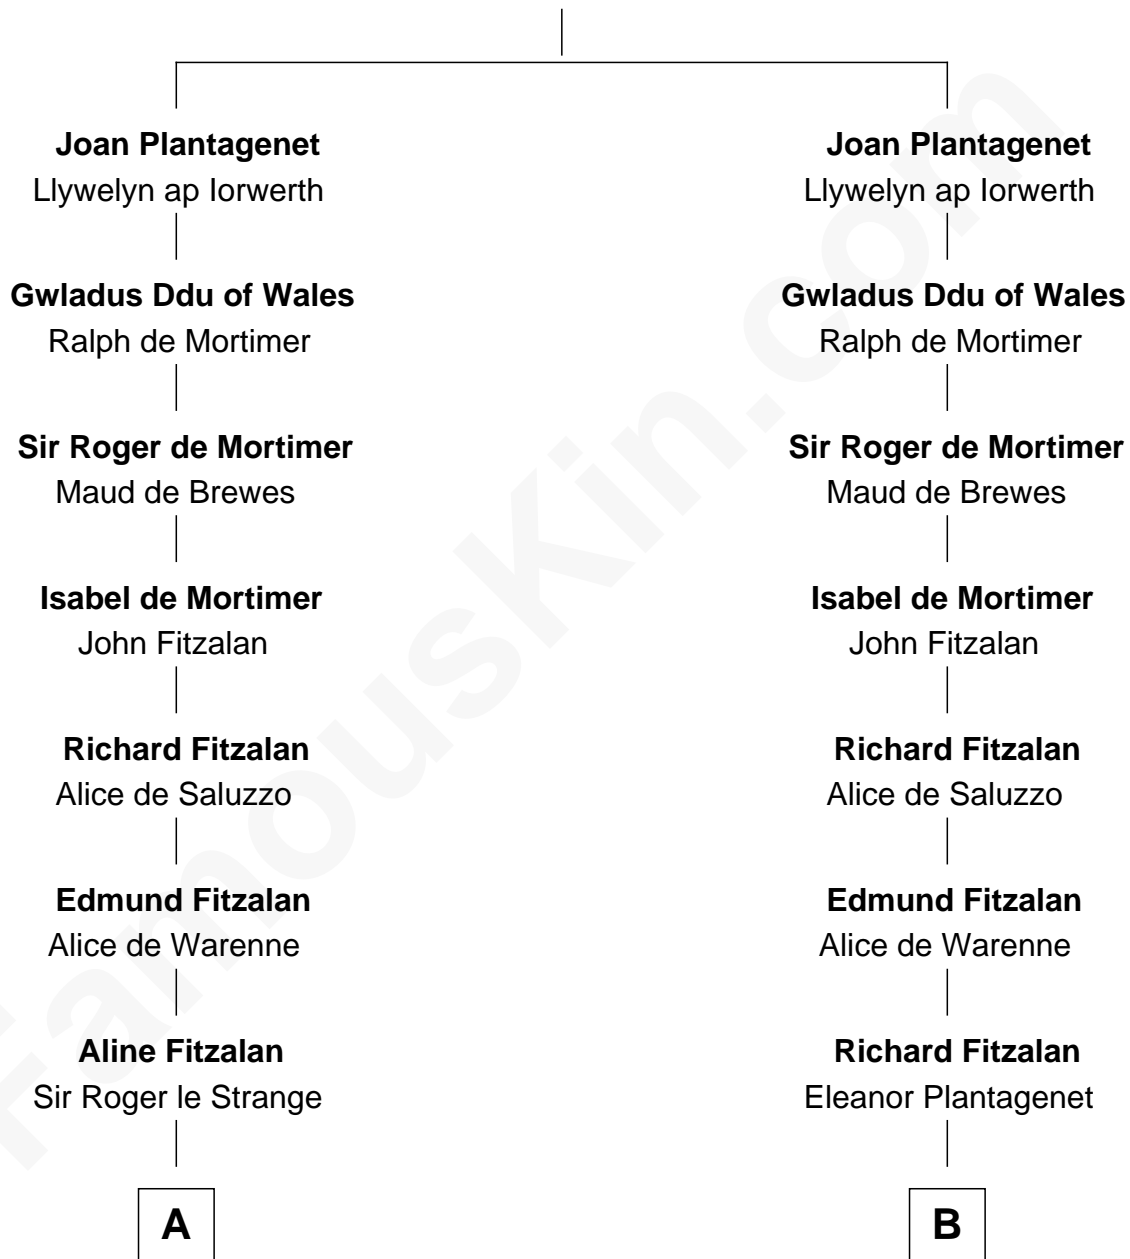 Joan Plantagenet
Llywelyn ap Iorwerth
Gwladus Ddu of Wales
Ralph de Mortimer
Sir Roger de Mortimer
Maud de Brewes
Isabel de Mortimer
John Fitzalan
Richard Fitzalan
Alice de Saluzzo
Edmund Fitzalan
Alice de Warenne
Aline Fitzalan
Sir Roger le Strange
A
Joan Plantagenet
Llywelyn ap Iorwerth
Gwladus Ddu of Wales
Ralph de Mortimer
Sir Roger de Mortimer
Maud de Brewes
Isabel de Mortimer
John Fitzalan
Richard Fitzalan
Alice de Saluzzo
Edmund Fitzalan
Alice de Warenne
Richard Fitzalan
Eleanor Plantagenet
B
FamousKin.com